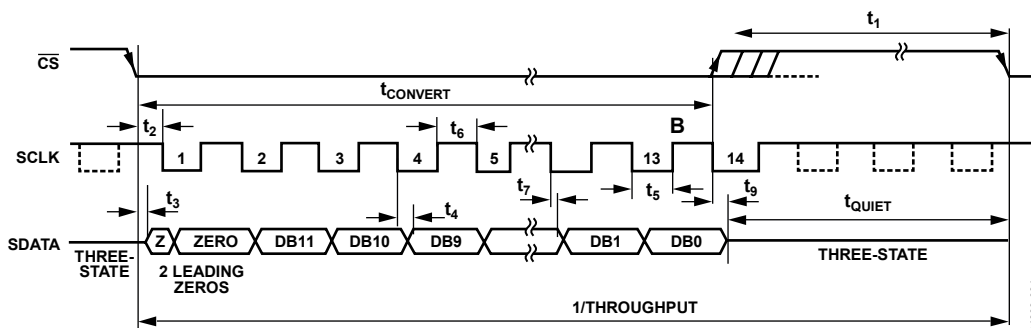 t1
CS
tCONVERT
t2
t6
B
SCLK
1
2
3
4
5
13
14
t3
t4
t7
t5
t9
tQUIET
SDATA
Z
ZERO
DB11
DB10
DB9
DB1
DB0
THREE-
STATE
2 LEADING
ZEROS
THREE-STATE
1/THROUGHPUT